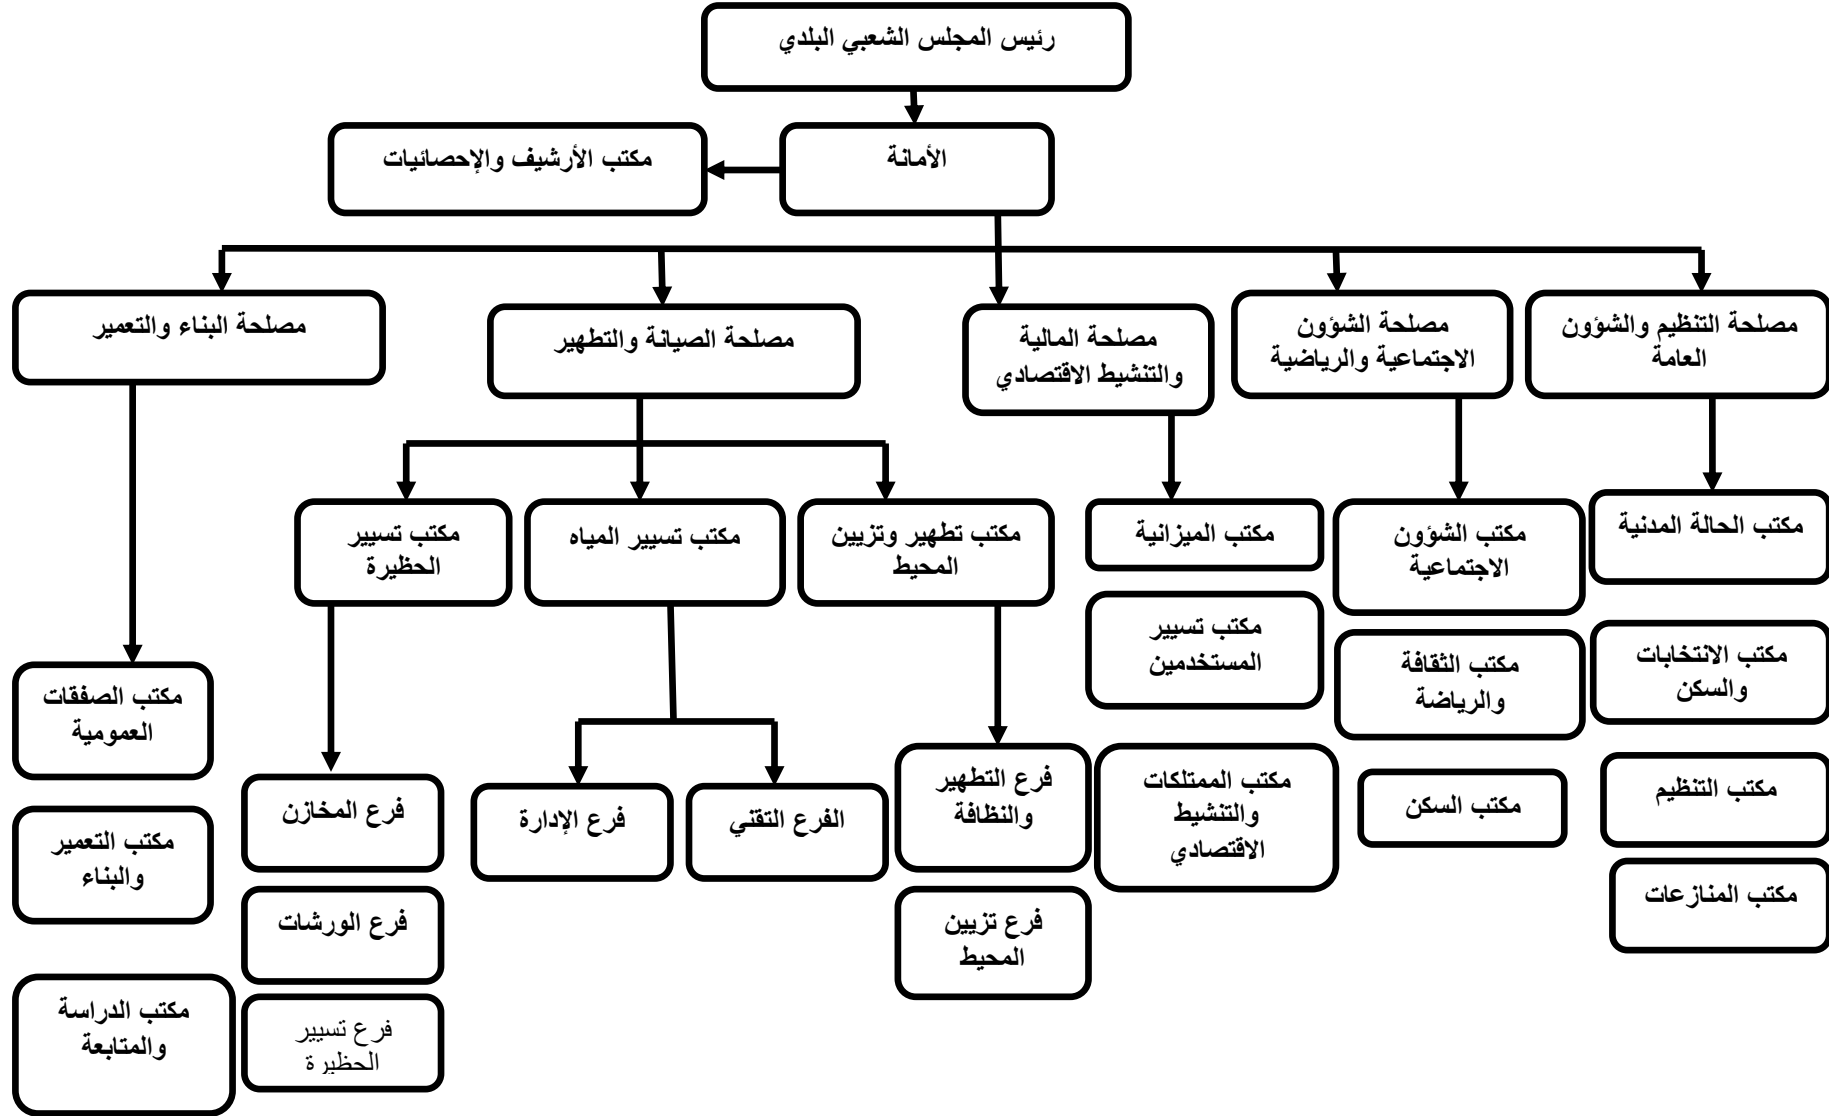 رئيس المجلس الشعبي البلدي
الأمانة
مكتب الأرشيف والإحصائيات
مصلحة التنظيم والشؤون
العامة
مصلحة الشؤون
الاجتماعية والرياضية
مصلحة المالية
والتنشيط الاقتصادي
مصلحة الصيانة والتطهير
مصلحة البناء والتعمير
مكتب الحالة المدنية
مكتب الانتخابات
والسكن
مكتب التنظيم
مكتب المنازعات
مكتب الشؤون
الاجتماعية
مكتب الثقافة
والرياضة
مكتب السكن
مكتب الميزانية
مكتب تسيير
المستخدمين
مكتب الممتلكات
والتنشيط
الاقتصادي
مكتب تطهير وتزيين
المحيط
مكتب تسيير المياه
مكتب تسيير
الحظيرة
فرع التطهير
والنظافة
فرع تزيين
المحيط
الفرع التقني
فرع الإدارة
فرع المخازن
فرع الورشات
فرع تسيير
الحظيرة
مكتب الصفقات
العمومية
مكتب التعمير
والبناء
مكتب الدراسة
والمتابعة